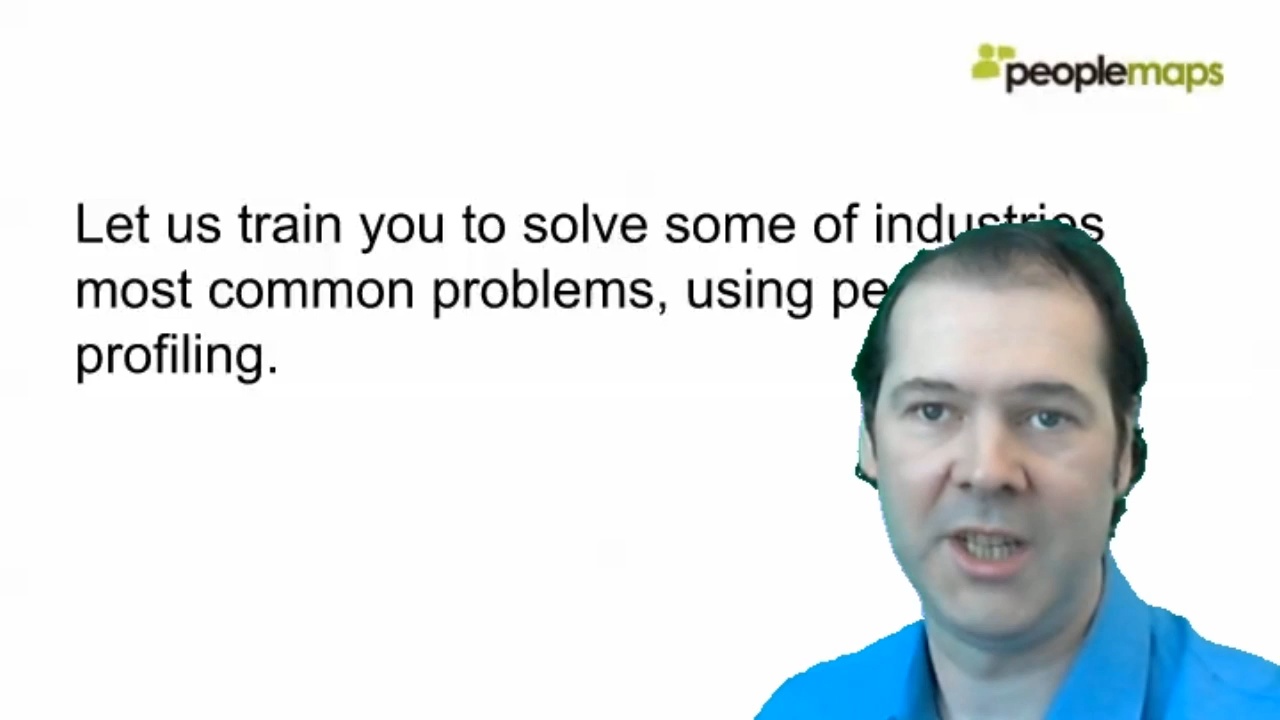 peoplemaps
Let us train you to solve some of industries
most common problems, using
profiling.